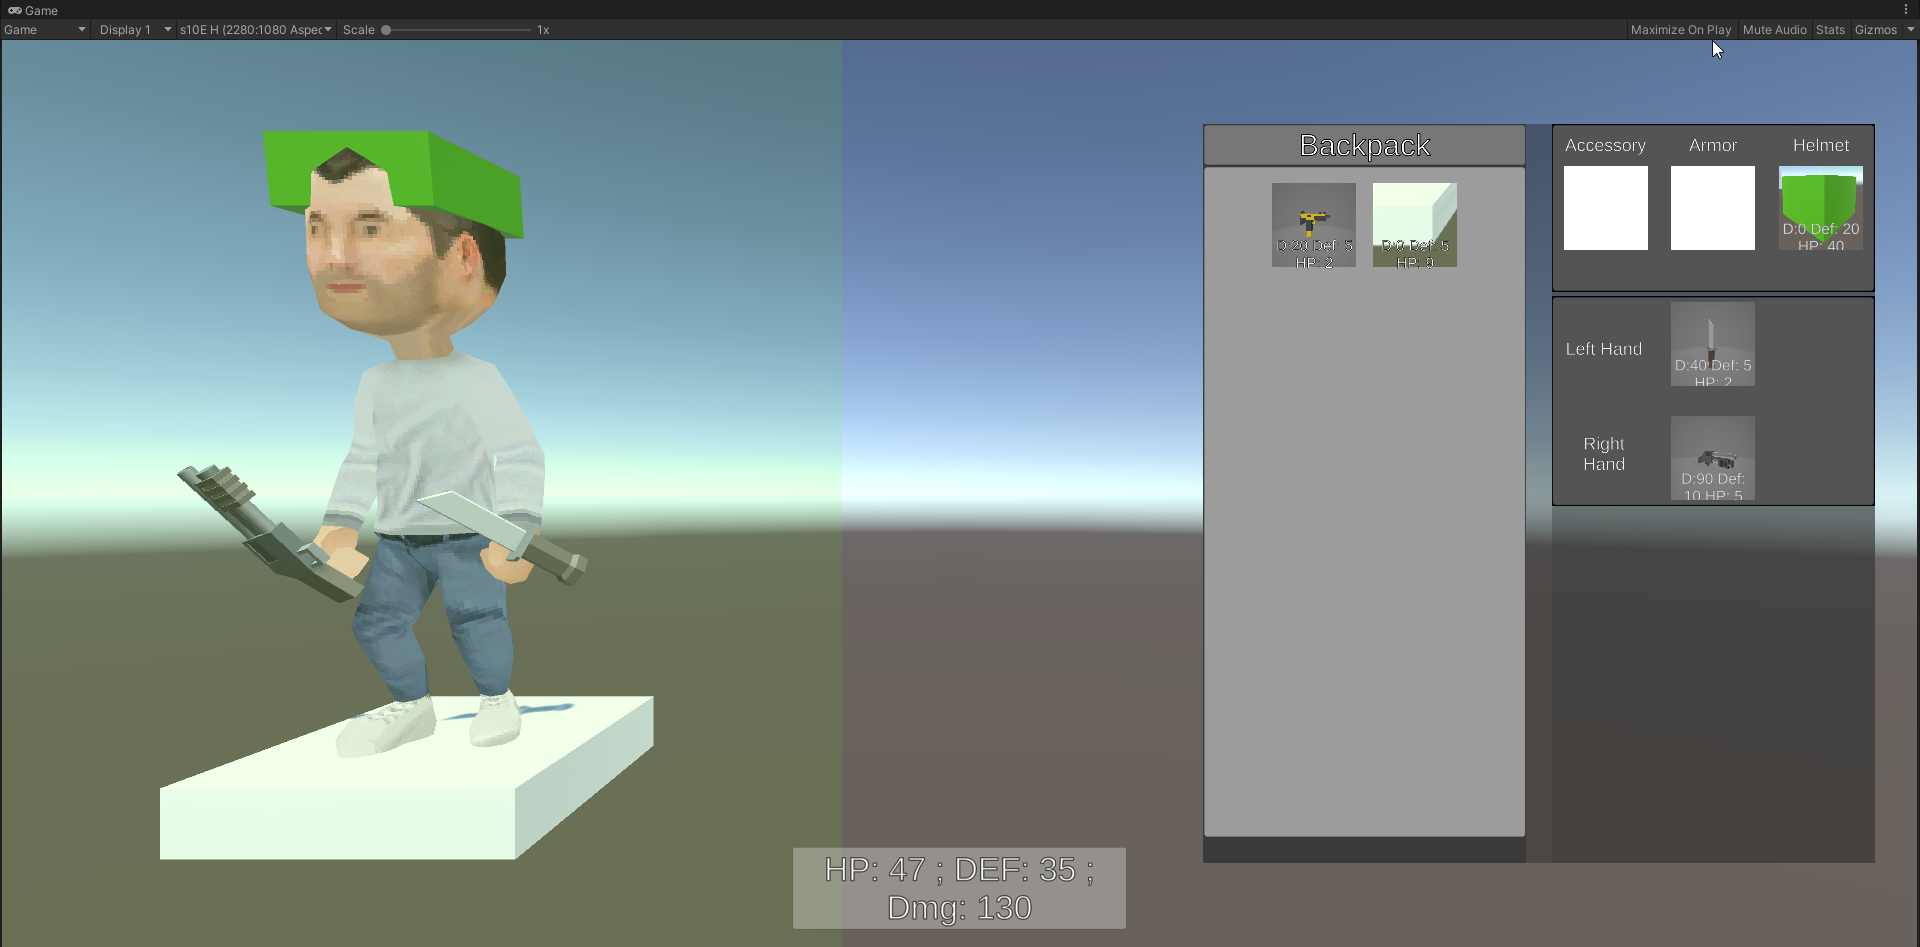 Game
Game
Display 1
s10E H (2280:1080 Aspec
Scale
1x
Maximize On Play
Mute Audio
Stats
Gizmos
Backpack
D:20 Def: 5
HP: 2
D:0 Def: 5
HP: 9
Accessory
Armor
Helmet
D:0 Def: 20
HP: 40
Left Hand
D:40 Def: 5
HP: 2
Right
Hand
D:90 Def:
10 HP: 5
HP: 47 ; DEF: 35 ;
Dmg: 130